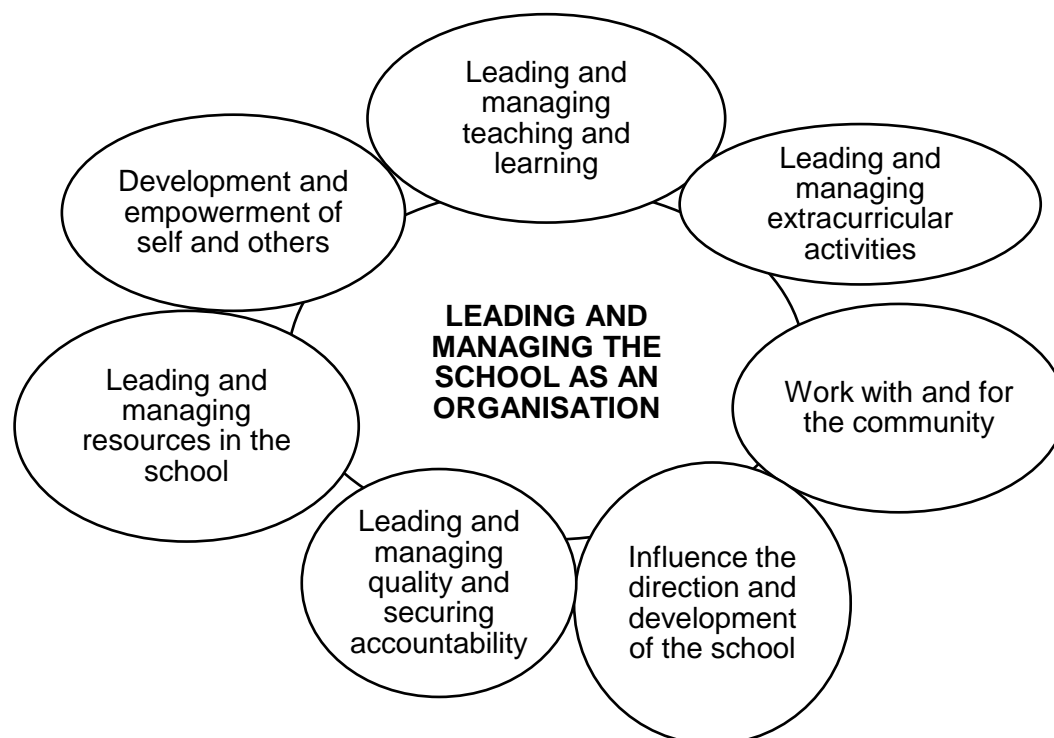 Leading and
managing
teaching and
learning
Leading and
managing
extracurricular
activities
Development and
empowerment of
self and others
LEADING AND
MANAGING THE
SCHOOL AS AN
ORGANISATION
Work with and for
the community
Leading and
managing
resources in the
school
Leading and
managing
quality and
securing
accountability
Influence the
direction and
development
of the school